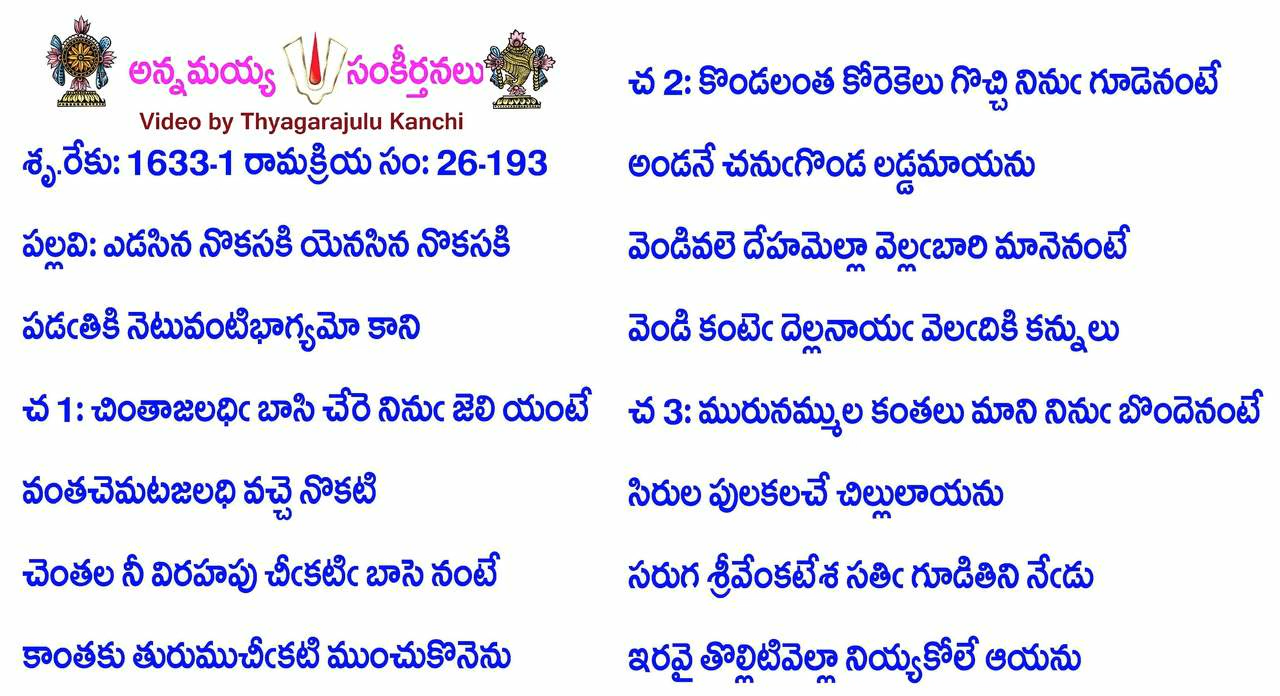 అన్నమయ్య సంకీర్తనలు
Video by Thyagarajulu Kanchi
శృ.రేకు: 1633-1 రామక్రియ సం: 26-193
పల్లవి: ఎడసిన నొకసకి యెనసిన నొకసకి
పడఁతికి నెటువంటిభాగ్యమో కాని
చ 1: చింతాజలధిఁ బాసి చేరె నినుఁ జెలి యంటే
వంతచెమటజలధి వచ్చె నొకటి
చెంతల నీ విరహపు చీఁకటిఁ బాసె నంటే
కాంతకు తురుముచీఁకటి ముంచుకొనెను
చ 2: కొండలంత కోరెకెలు గొచ్చి నినుఁ గూడెనంటే
అండనే చనుఁగొండ లడ్డమాయను
వెండివలె దేహమెల్లా వెల్లఁబారి మానెనంటే
వెండి కంటెఁ దెల్లనాయఁ వెలఁదికి కన్నులు
చ 3: మురునమ్ముల కంతలు మాని నినుఁ బొందెనంటే
సిరుల పులకలచే చిల్లులాయను
సరుగ శ్రీవేంకటేశ సతిఁ గూడితిని నేఁడు
ఇరవై తొల్లిటివెల్లా నియ్యకోలే ఆయను